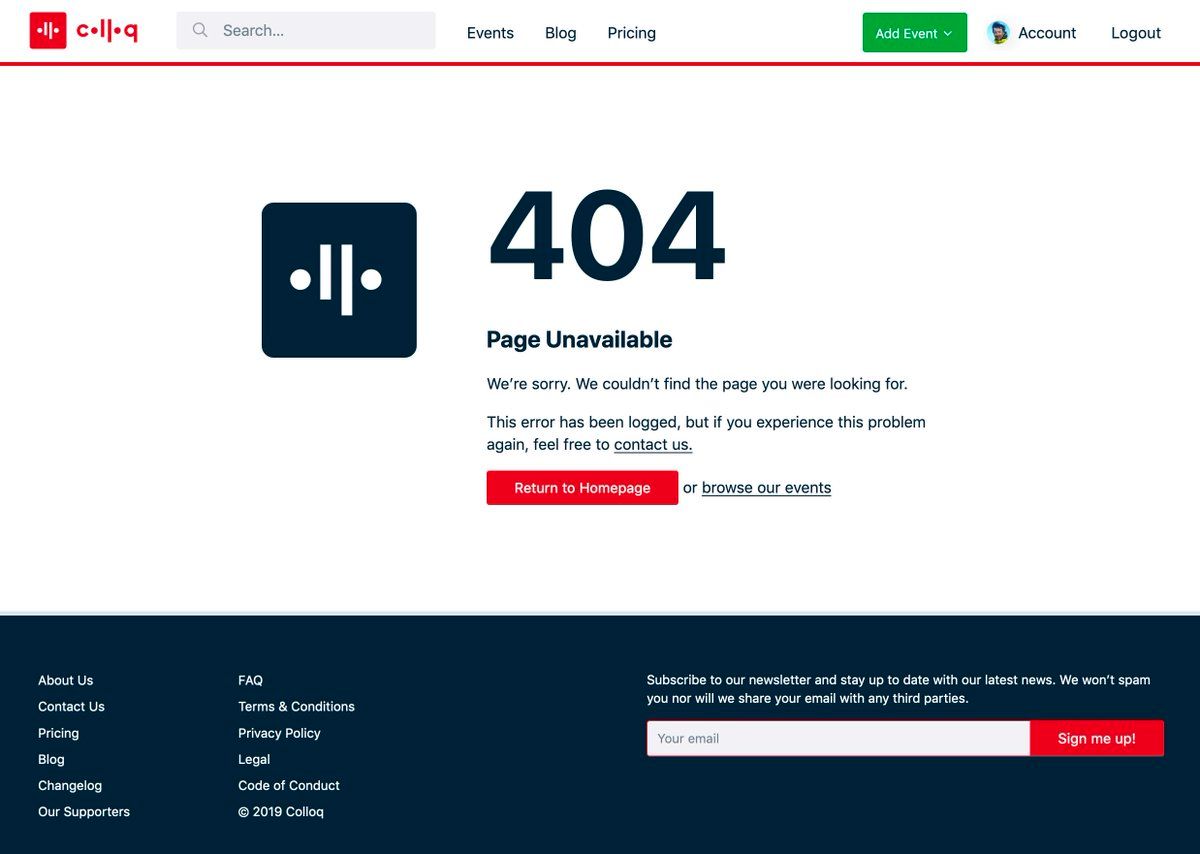 colloq
Search...
Events
Blog
Pricing
Add Event
Account
Logout
404
Page Unavailable
We’re sorry. We couldn’t find the page you were looking for.
This error has been logged, but if you experience this problem
again, feel free to contact us.
Return to Homepage or browse our events
About Us
Contact Us
Pricing
Blog
Changelog
Our Supporters
FAQ
Terms & Conditions
Privacy Policy
Legal
Code of Conduct
© 2019 Colloq
Subscribe to our newsletter and stay up to date with our latest news. We won’t spam
you nor will we share your email with any third parties.
Your email
Sign me up!